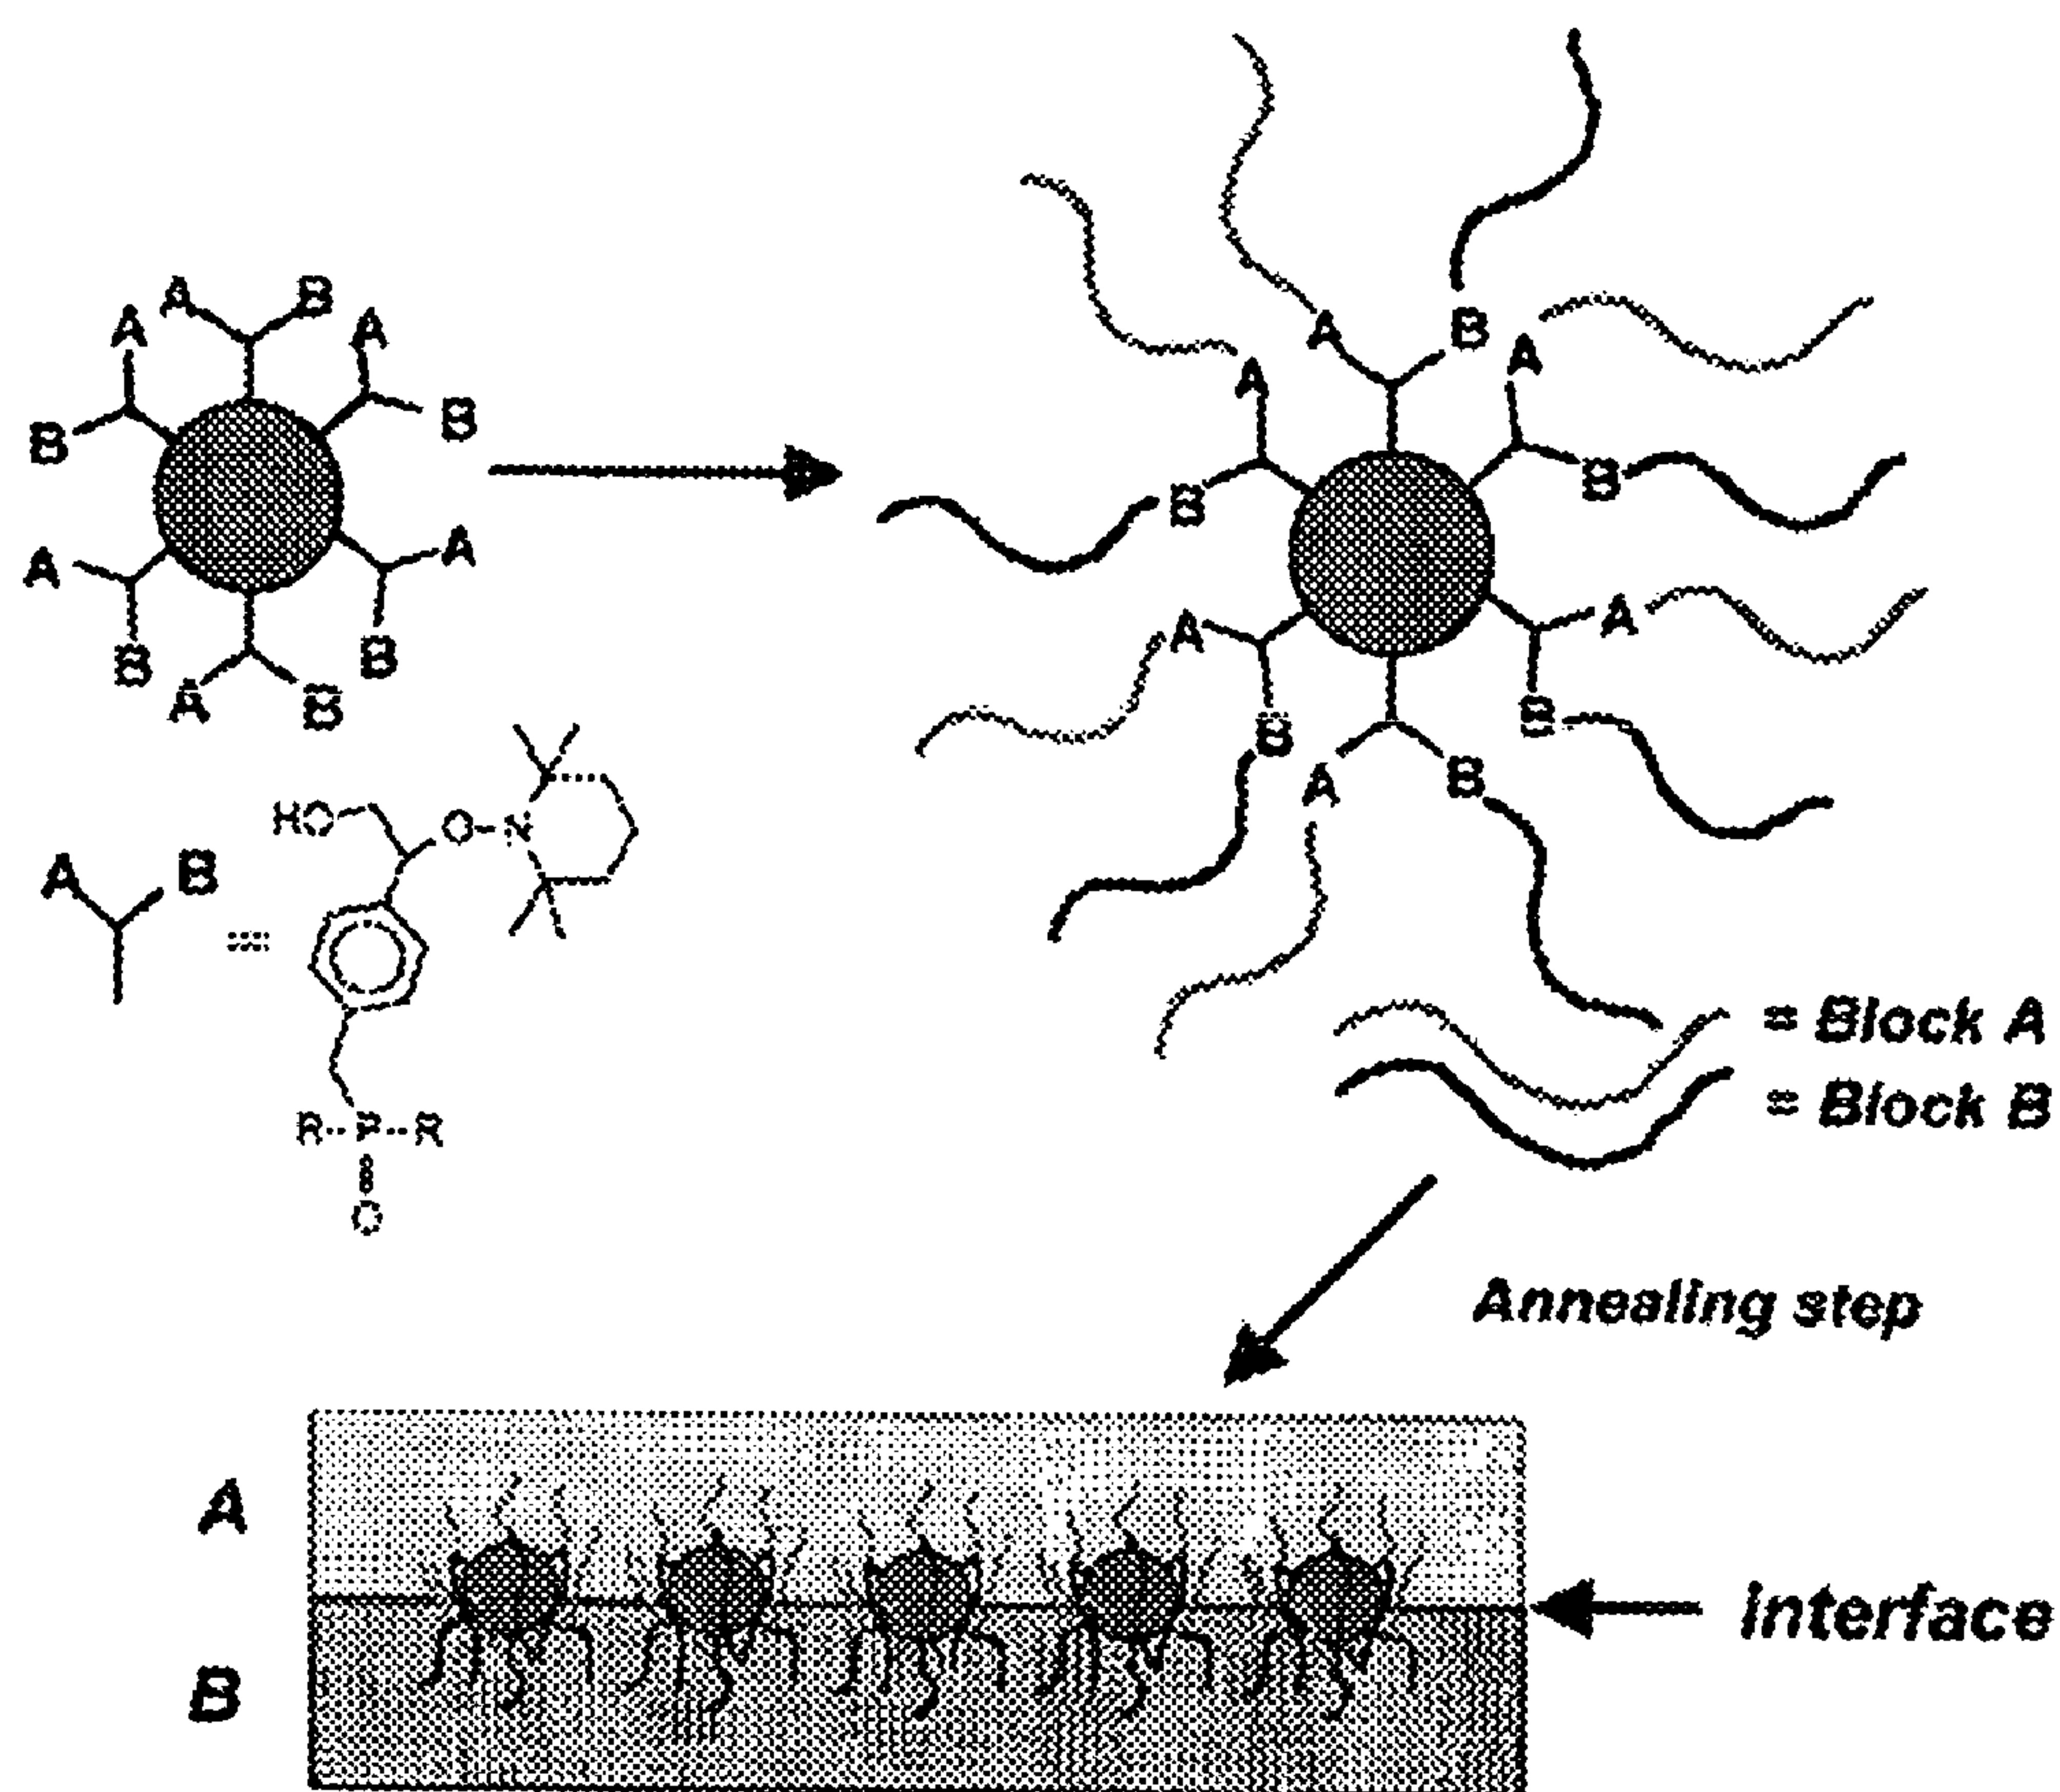 A B
A A
B B
A A
B B
A B
A B
A A
B B
A A
B B
A B
HO O-N
A B =
R-P-R
O
= Block A
= Block B
Annealing step
A
Interface
B